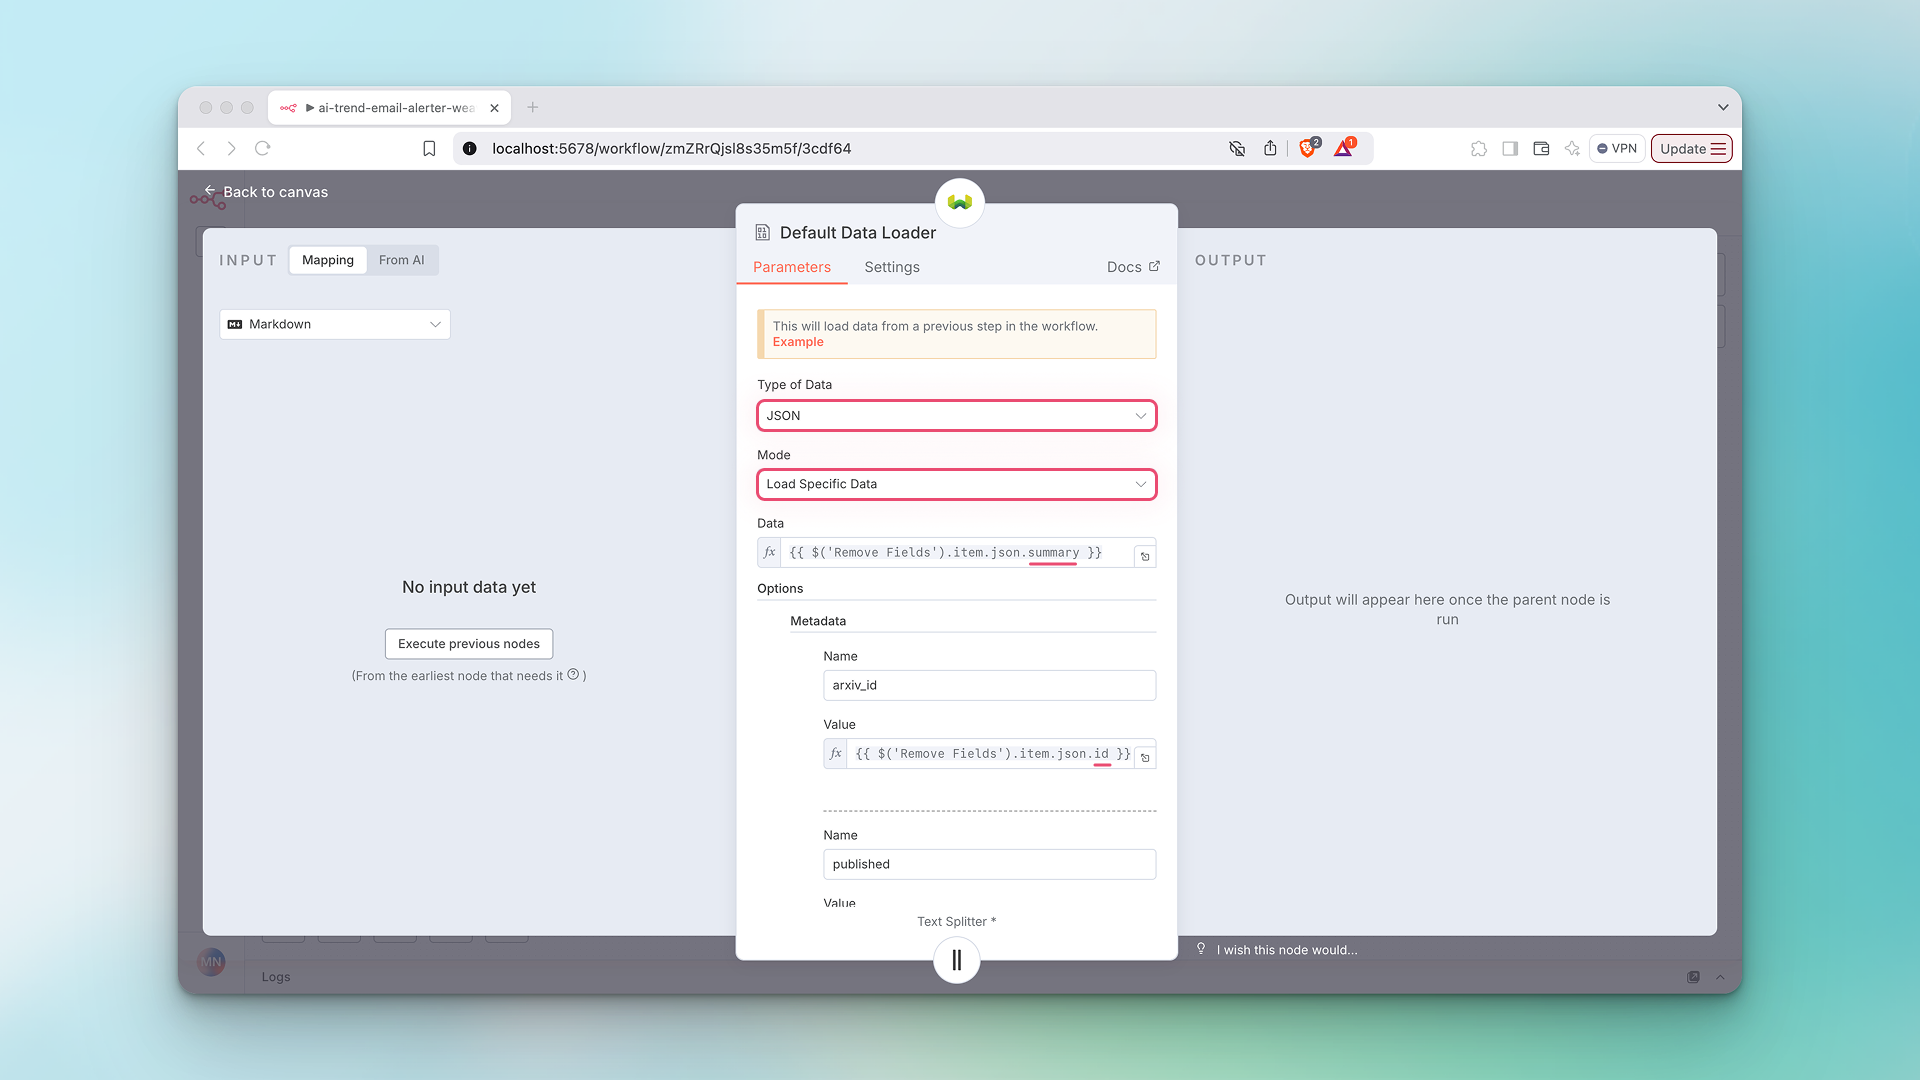 ai-trend-email-alerter-wea
localhost:5678/workflow/zmZRrQjsl8s35m5f/3cdf64
2
1
VPN
Update
Back to canvas
INPUT
Mapping
From AI
Markdown
No input data yet
Execute previous nodes
(From the earliest node that needs it ? )
Default Data Loader
Parameters
Settings
Docs
This will load data from a previous step in the workflow.
Example
Type of Data
JSON
Mode
Load Specific Data
Data
fx {{ $('Remove Fields').item.json.summary }}
Options
Metadata
Name
arxiv_id
Value
fx {{ $('Remove Fields').item.json.id }}
Name
published
Value
Text Splitter *
OUTPUT
Output will appear here once the parent node is
run
I wish this node would...
MN
Logs